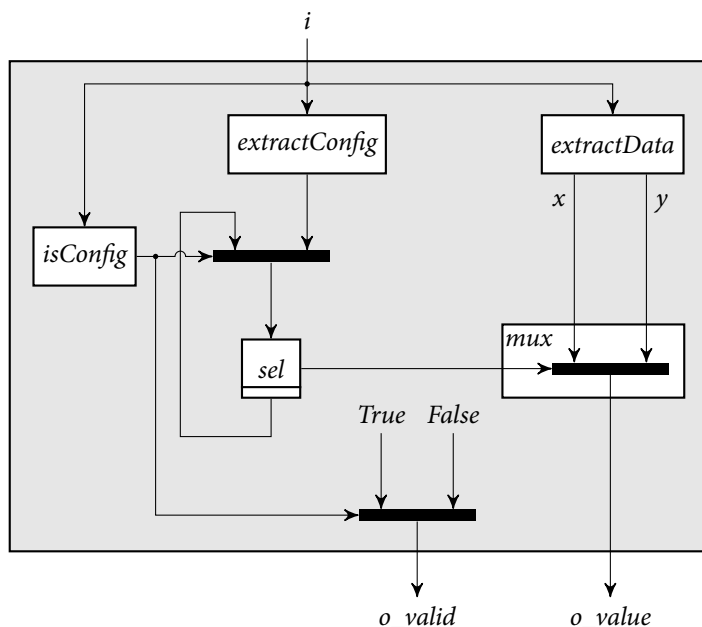 i
extractConfig
extractData
x
y
isConfig
mux
sel
True
False
o valid
o value